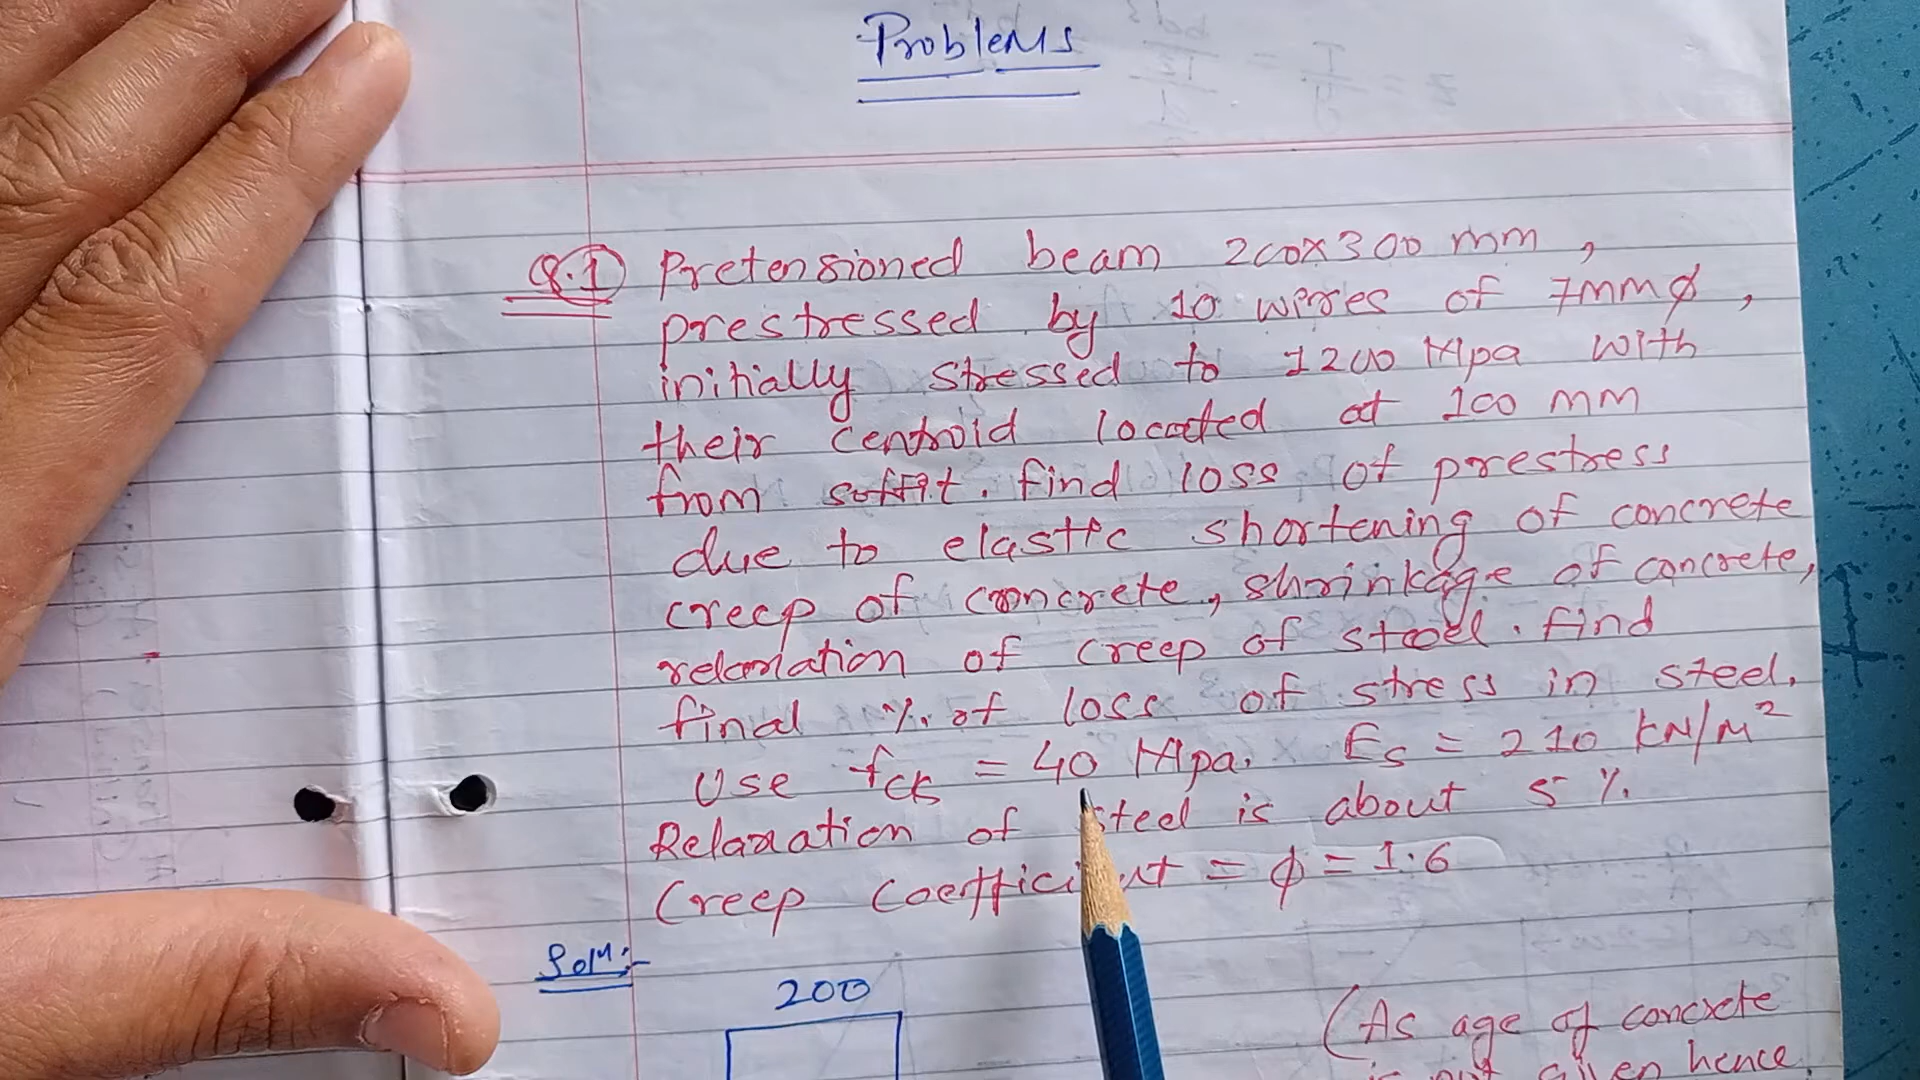 Problems
Q.1 Pretensioned beam 200x300 mm,
prestressed by 10 wires of 7mm ϕ,
initially stressed to 1200 Mpa with
their centroid located at 100 mm
from soffit. find loss of prestress
due to elastic shortening of concrete
creep of concrete, shrinkage of concrete,
relaxation of creep of steel. find
final % of loss of stress in steel.
Use fck = 40 Mpa. Es = 210 kN/m²
Relaxation of steel is about 5 %.
Creep Coefficient = ϕ = 1.6
Solⁿ:-
200
(As age of concrete
is not given hence